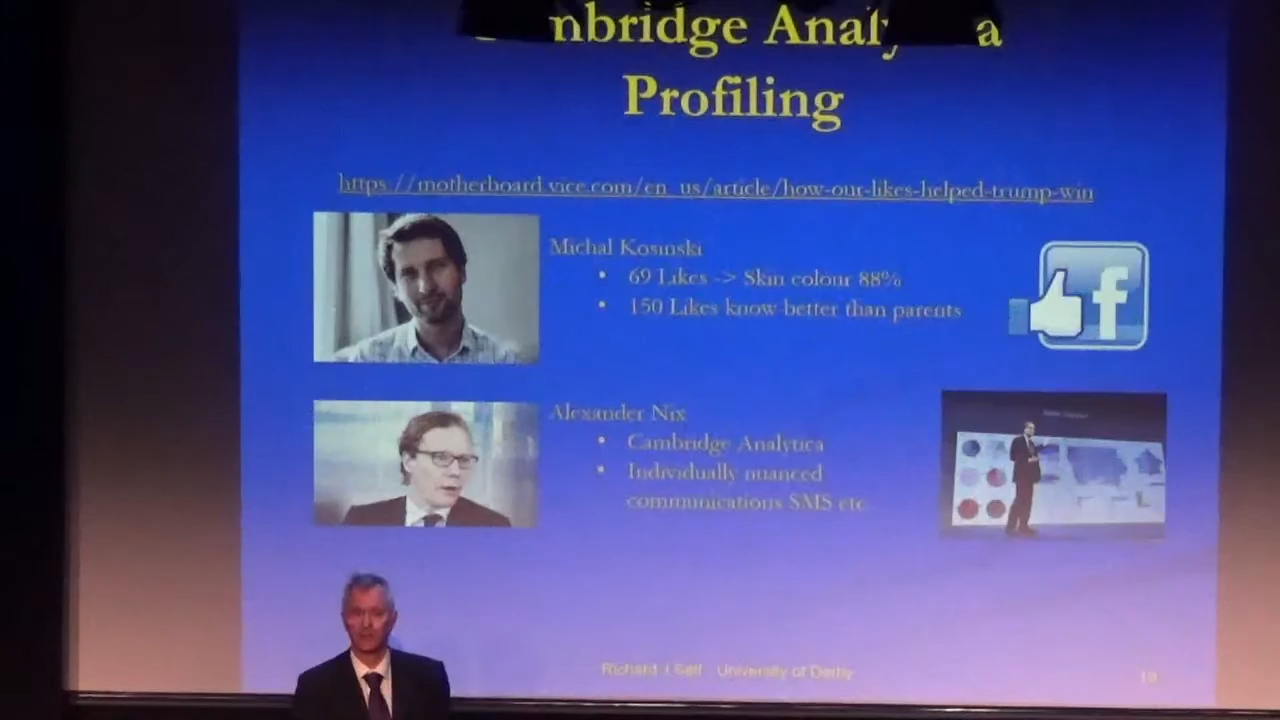 mbridge Analy a
Profiling
https://motherboard.vice.com/en_us/article/how-our-likes-helped-trump-win
Michal Kosinski
• 69 Likes -> Skin colour 88%
• 150 Likes know better than parents
f
Alexander Nix
• Cambridge Analytica
• Individually nuanced
communications SMS etc
Richard J Self University of Derby
19